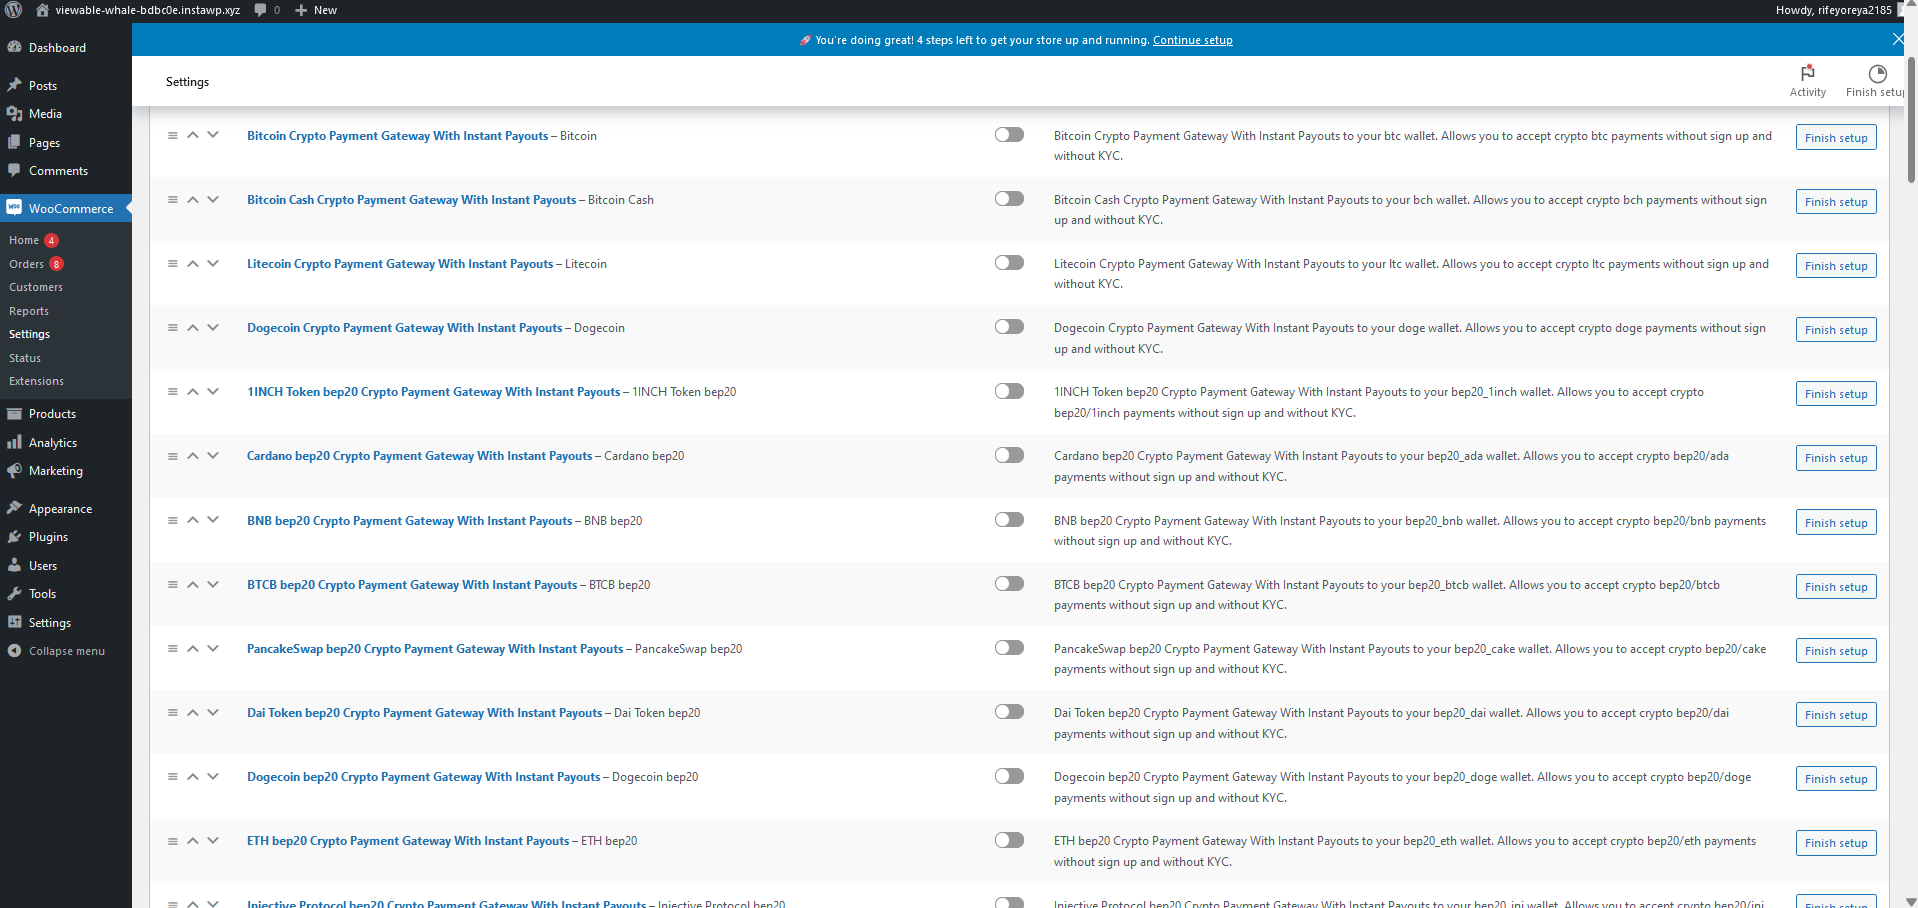 viewable-whale-bdbc0e.instawp.xyz 0 New Howdy, rifeyoreya2185
🚀 You're doing great! 4 steps left to get your store up and running. Continue setup
Settings
Activity
Finish setup
Dashboard
Posts
Media
Pages
Comments
WooCommerce
Home 4
Orders 8
Customers
Reports
Settings
Status
Extensions
Products
Analytics
Marketing
Appearance
Plugins
Users
Tools
Settings
Collapse menu
Bitcoin Crypto Payment Gateway With Instant Payouts – Bitcoin
Bitcoin Crypto Payment Gateway With Instant Payouts to your btc wallet. Allows you to accept crypto btc payments without sign up and
without KYC.
Finish setup
Bitcoin Cash Crypto Payment Gateway With Instant Payouts – Bitcoin Cash
Bitcoin Cash Crypto Payment Gateway With Instant Payouts to your bch wallet. Allows you to accept crypto bch payments without sign
up and without KYC.
Finish setup
Litecoin Crypto Payment Gateway With Instant Payouts – Litecoin
Litecoin Crypto Payment Gateway With Instant Payouts to your ltc wallet. Allows you to accept crypto ltc payments without sign up and
without KYC.
Finish setup
Dogecoin Crypto Payment Gateway With Instant Payouts – Dogecoin
Dogecoin Crypto Payment Gateway With Instant Payouts to your doge wallet. Allows you to accept crypto doge payments without sign
up and without KYC.
Finish setup
1INCH Token bep20 Crypto Payment Gateway With Instant Payouts – 1INCH Token bep20
1INCH Token bep20 Crypto Payment Gateway With Instant Payouts to your bep20_1inch wallet. Allows you to accept crypto
bep20/1inch payments without sign up and without KYC.
Finish setup
Cardano bep20 Crypto Payment Gateway With Instant Payouts – Cardano bep20
Cardano bep20 Crypto Payment Gateway With Instant Payouts to your bep20_ada wallet. Allows you to accept crypto bep20/ada
payments without sign up and without KYC.
Finish setup
BNB bep20 Crypto Payment Gateway With Instant Payouts – BNB bep20
BNB bep20 Crypto Payment Gateway With Instant Payouts to your bep20_bnb wallet. Allows you to accept crypto bep20/bnb payments
without sign up and without KYC.
Finish setup
BTCB bep20 Crypto Payment Gateway With Instant Payouts – BTCB bep20
BTCB bep20 Crypto Payment Gateway With Instant Payouts to your bep20_btcb wallet. Allows you to accept crypto bep20/btcb
payments without sign up and without KYC.
Finish setup
PancakeSwap bep20 Crypto Payment Gateway With Instant Payouts – PancakeSwap bep20
PancakeSwap bep20 Crypto Payment Gateway With Instant Payouts to your bep20_cake wallet. Allows you to accept crypto bep20/cake
payments without sign up and without KYC.
Finish setup
Dai Token bep20 Crypto Payment Gateway With Instant Payouts – Dai Token bep20
Dai Token bep20 Crypto Payment Gateway With Instant Payouts to your bep20_dai wallet. Allows you to accept crypto bep20/dai
payments without sign up and without KYC.
Finish setup
Dogecoin bep20 Crypto Payment Gateway With Instant Payouts – Dogecoin bep20
Dogecoin bep20 Crypto Payment Gateway With Instant Payouts to your bep20_doge wallet. Allows you to accept crypto bep20/doge
payments without sign up and without KYC.
Finish setup
ETH bep20 Crypto Payment Gateway With Instant Payouts – ETH bep20
ETH bep20 Crypto Payment Gateway With Instant Payouts to your bep20_eth wallet. Allows you to accept crypto bep20/eth payments
without sign up and without KYC.
Finish setup
Injective Protocol bep20 Crypto Payment Gateway With Instant Payouts – Injective Protocol bep20
Injective Protocol bep20 Crypto Payment Gateway With Instant Payouts to your bep20_inj wallet. Allows you to accept crypto bep20/inj
Finish setup